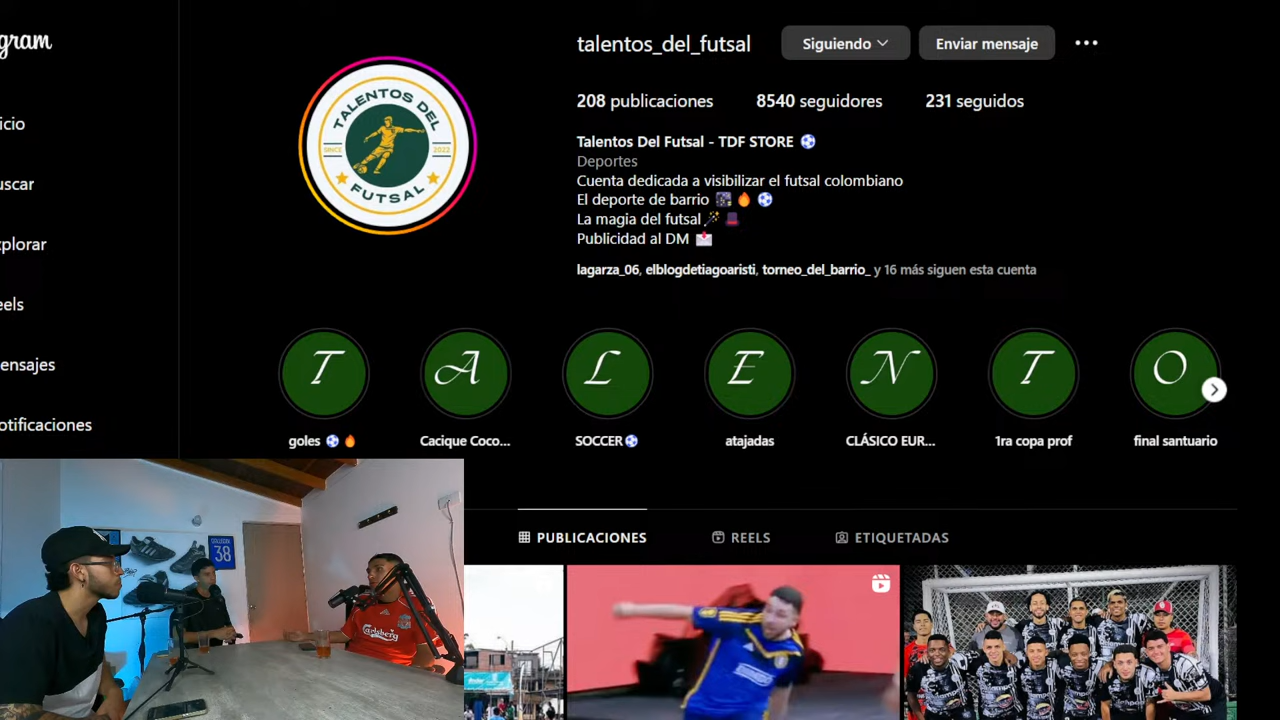 gram
talentos_del_futsal
Siguiendo
Enviar mensaje
208 publicaciones
8540 seguidores
231 seguidos
Talentos Del Futsal - TDF STORE ⚽
Deportes
Cuenta dedicada a visibilizar el futsal colombiano
El deporte de barrio 🎆 🔥 ⚽
La magia del futsal🪄 🎩
Publicidad al DM 📩
lagarza_06, elblogdetiagoaristi, torneo_del_barrio_ y 16 más siguen esta cuenta
TALENTOS DEL
SINCE
2022
FUTSAL
icio
uscar
xplorar
eels
ensajes
otificaciones
T
A
L
E
N
T
O
goles ⚽ 🔥
Cacique Coco...
SOCCER⚽
atajadas
CLÁSICO EUR...
1ra copa prof
final santuario
PUBLICACIONES
REELS
ETIQUETADAS
38
Carlsberg